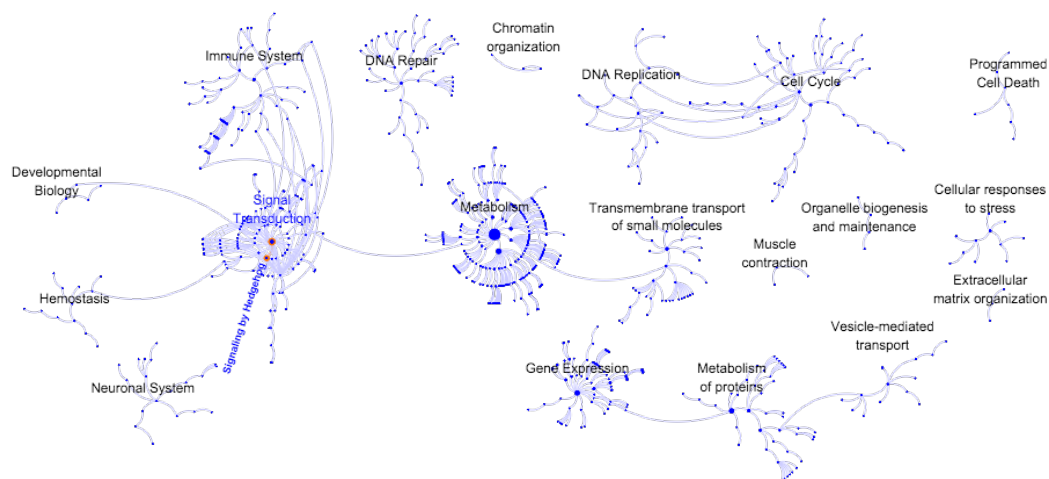 Immune System
DNA Repair
Chromatin
organization
DNA Replication
Cell Cycle
Programmed
Cell Death
Developmental
Biology
Signal
Transduction
Metabolism
Transmembrane transport
of small molecules
Organelle biogenesis
and maintenance
Cellular responses
to stress
Muscle
contraction
Hemostasis
Signaling by Hedgehog
Extracellular
matrix organization
Vesicle-mediated
transport
Neuronal System
Gene Expression
Metabolism
of proteins